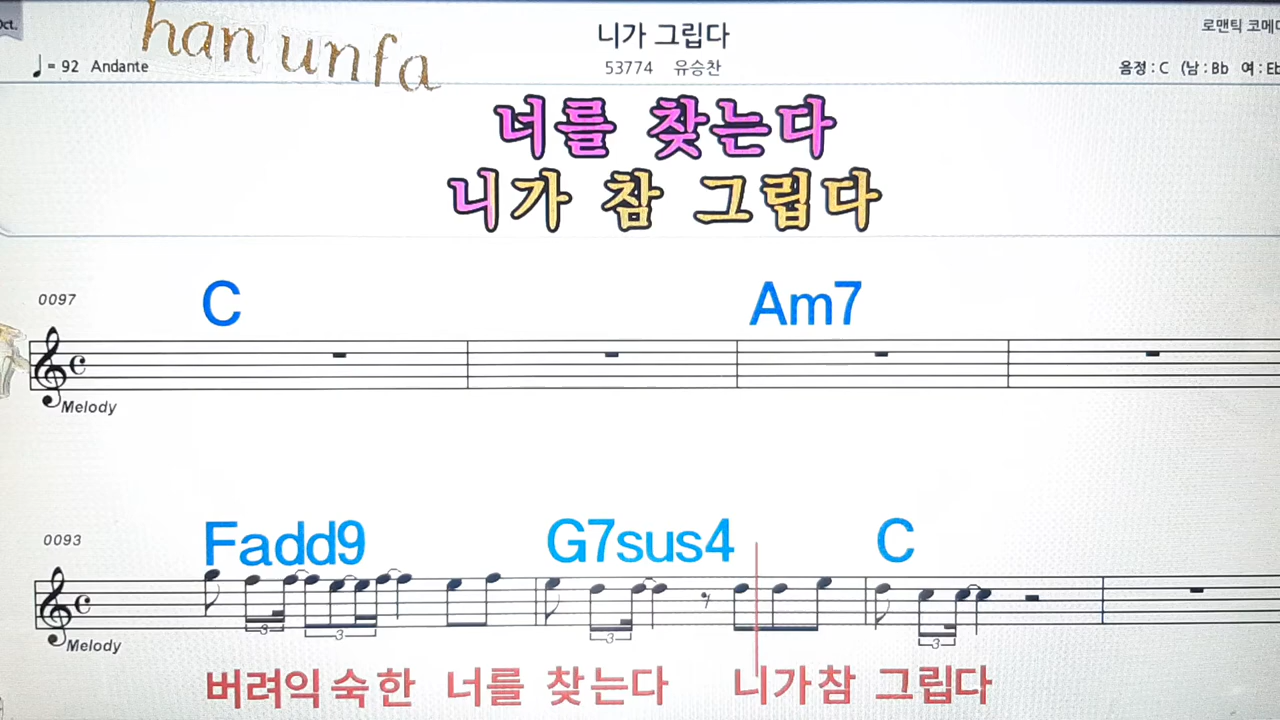 Oct.
han unfa
니가 그립다
로맨틱 코메디
♩= 92 Andante
53774 유승찬
음정 : C (남 : Bb 여 : Eb
너를 찾는다
니가 참 그립다
0097
C Am7
Melody
0093
Fadd9 G7sus4 C
3 3 3 3
Melody
버려익숙한 너를 찾는다 니가참 그립다